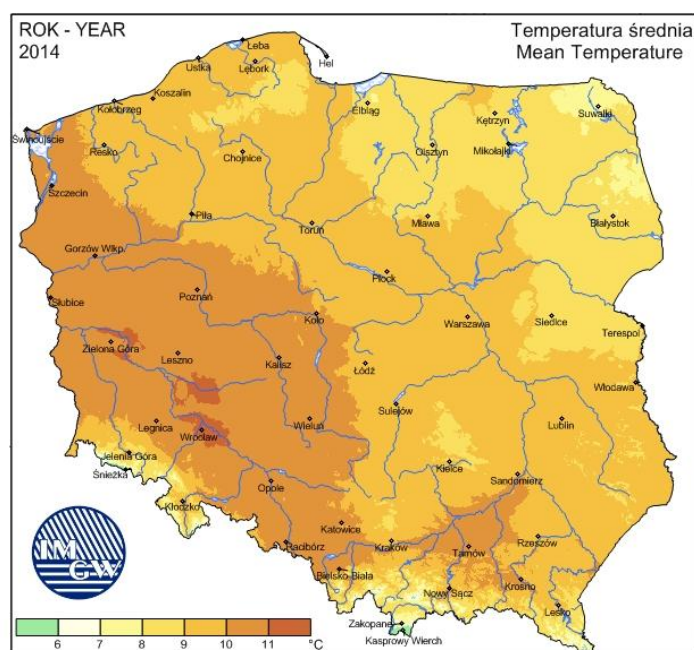 ROK - YEAR
2014
Temperatura średnia
Mean Temperature
Łeba
Ustka
Lębork
Hel
Koszalin
Kołobrzeg
Elbląg
Kętrzyn
Suwałki
Świnoujście
Resko
Chojnice
Olsztyn
Mikołajki
Szczecin
Piła
Toruń
Mława
Białystok
Gorzów Wlkp.
Płock
Słubice
Poznań
Koło
Warszawa
Siedlce
Terespol
Zielona Góra
Leszno
Kalisz
Łódź
Włodawa
Sulejów
Legnica
Wrocław
Wieluń
Lublin
Jelenia Góra
Śnieżka
Kielce
Sandomierz
Opole
Kłodzko
Katowice
Racibórz
Kraków
Tarnów
Rzeszów
Bielsko-Biała
Nowy Sącz
Krosno
Lesko
Zakopane
Kasprowy Wierch
IM
GW
6 7 8 9 10 11 °C